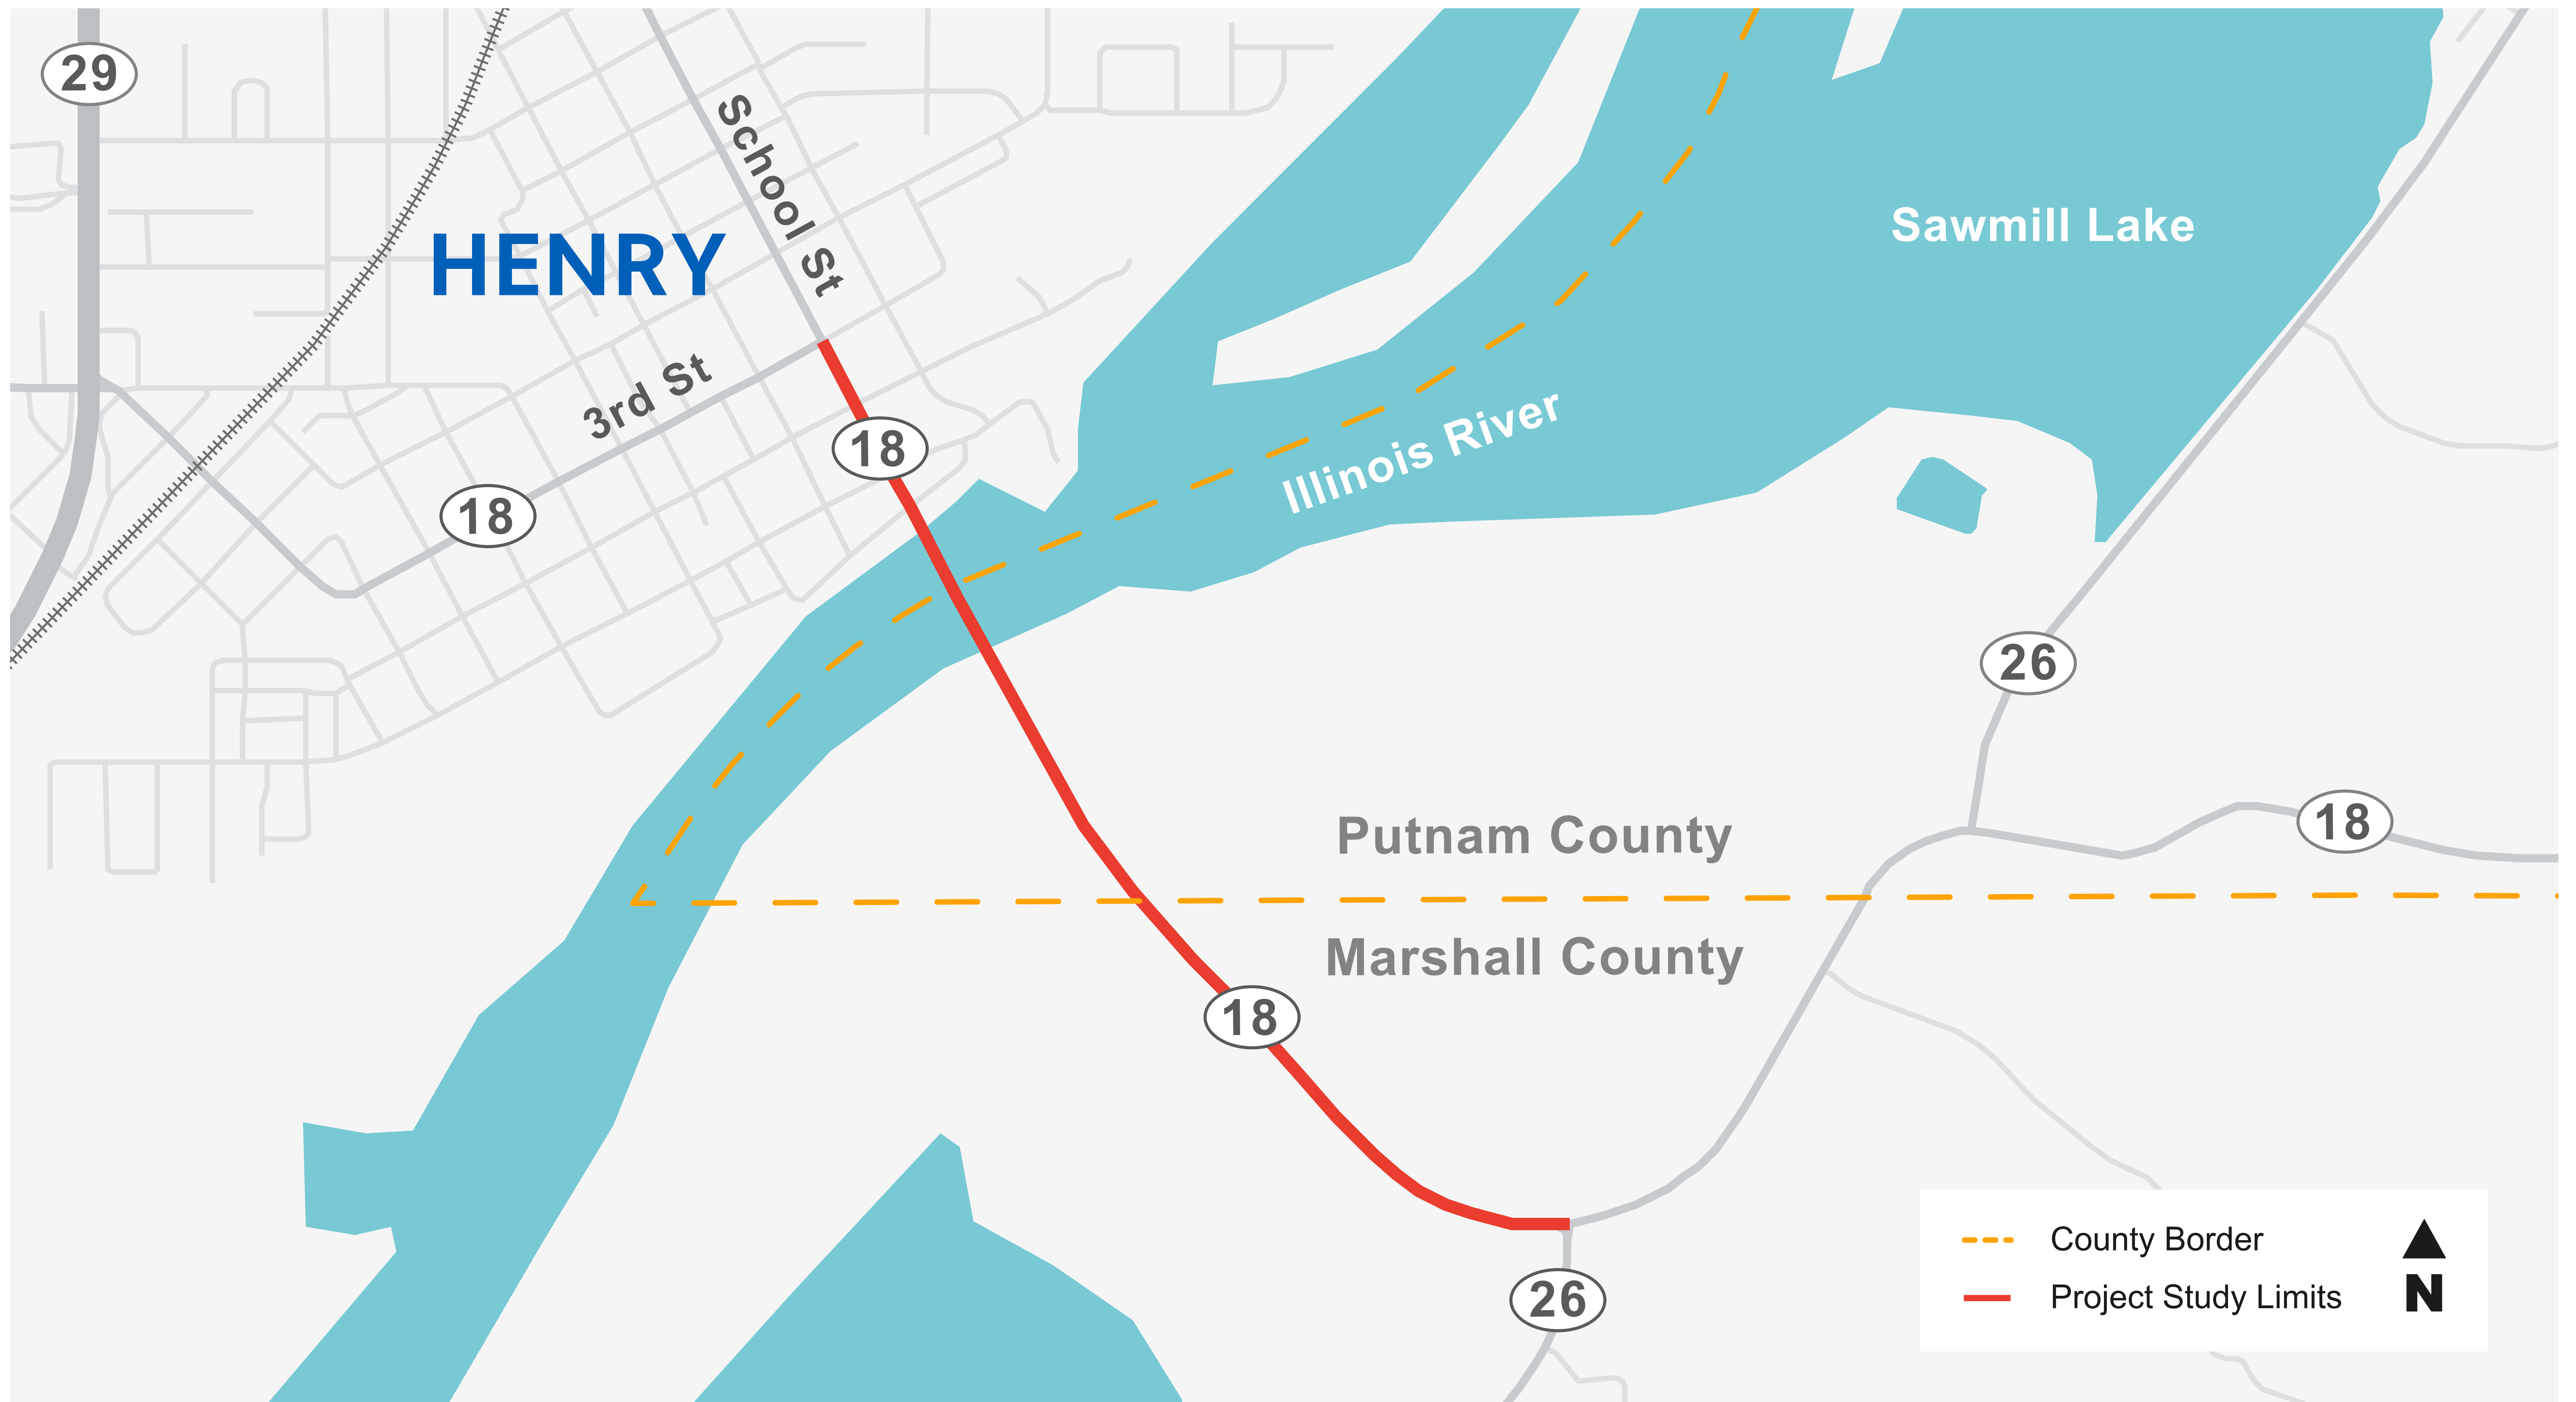 29
School St
Sawmill Lake
HENRY
3rd St
18
Illinois River
18
26
18
Putnam County
Marshall County
18
County Border
Project Study Limits
N
26